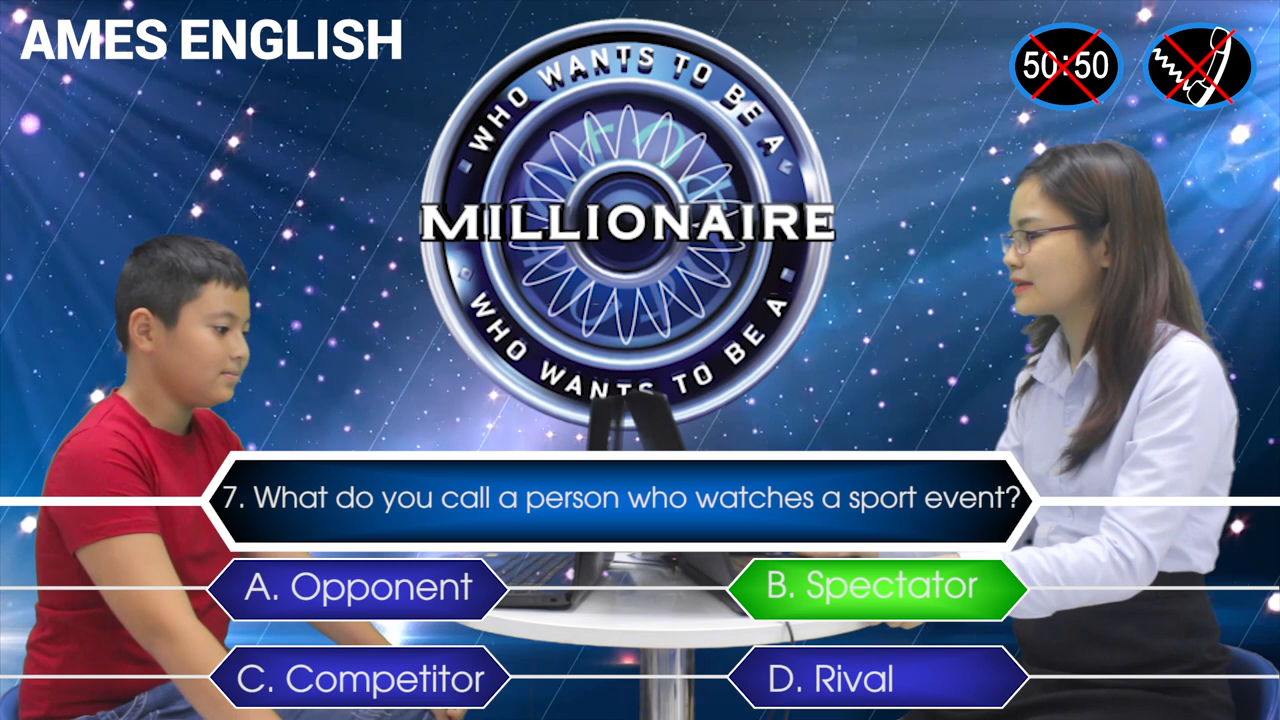 AMES ENGLISH
50:50
WHO WANTS TO BE A
MILLIONAIRE
WHO WANTS TO BE A
7. What do you call a person who watches a sport event?
A. Opponent
B. Spectator
C. Competitor
D. Rival